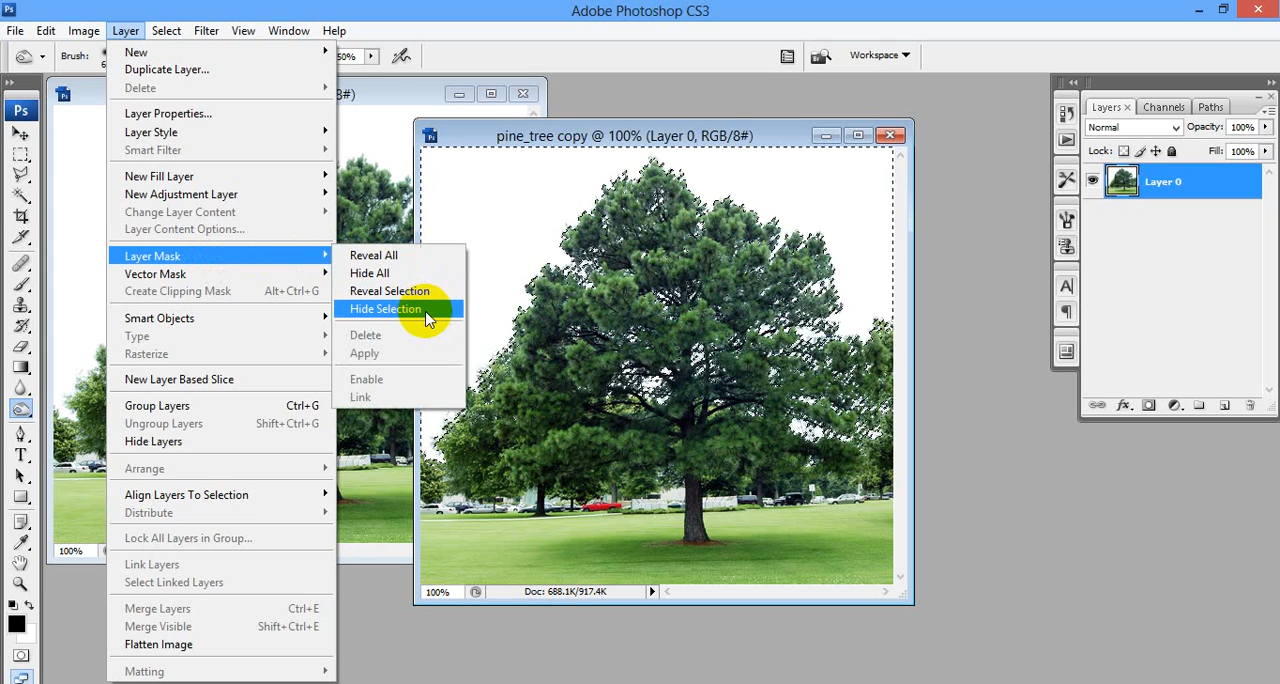 Ps
Adobe Photoshop CS3
File Edit Image Layer Select Filter View Window Help
Brush:
50%
Workspace
8#)
Ps
pine_tree copy @ 100% (Layer 0, RGB/8#)
New
Duplicate Layer...
Delete
Layer Properties...
Layer Style
Smart Filter
New Fill Layer
New Adjustment Layer
Change Layer Content
Layer Content Options...
Layer Mask
Vector Mask
Create Clipping Mask Alt+Ctrl+G
Smart Objects
Type
Rasterize
New Layer Based Slice
Group Layers Ctrl+G
Ungroup Layers Shift+Ctrl+G
Hide Layers
Arrange
Align Layers To Selection
Distribute
Lock All Layers in Group...
Link Layers
Select Linked Layers
Merge Layers Ctrl+E
Merge Visible Shift+Ctrl+E
Flatten Image
Matting
Reveal All
Hide All
Reveal Selection
Hide Selection
Delete
Apply
Enable
Link
100%
100%
Doc: 688.1K/917.4K
Layers Channels Paths
Normal Opacity: 100%
Lock: Fill: 100%
Layer 0